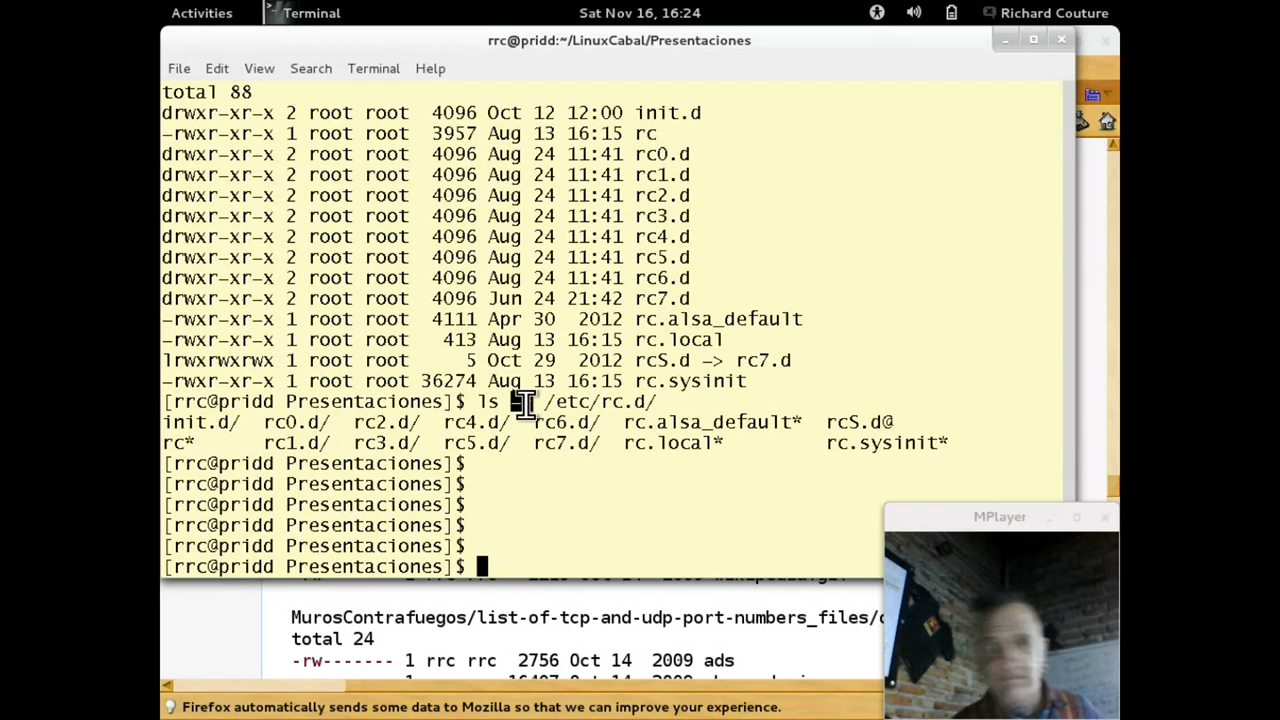 Activities Terminal Sat Nov 16, 16:24 Richard Couture
rrc@pridd:~/LinuxCabal/Presentaciones
File Edit View Search Terminal Help
total 88
drwxr-xr-x 2 root root 4096 Oct 12 12:00 init.d
-rwxr-xr-x 1 root root 3957 Aug 13 16:15 rc
drwxr-xr-x 2 root root 4096 Aug 24 11:41 rc0.d
drwxr-xr-x 2 root root 4096 Aug 24 11:41 rc1.d
drwxr-xr-x 2 root root 4096 Aug 24 11:41 rc2.d
drwxr-xr-x 2 root root 4096 Aug 24 11:41 rc3.d
drwxr-xr-x 2 root root 4096 Aug 24 11:41 rc4.d
drwxr-xr-x 2 root root 4096 Aug 24 11:41 rc5.d
drwxr-xr-x 2 root root 4096 Aug 24 11:41 rc6.d
drwxr-xr-x 2 root root 4096 Jun 24 21:42 rc7.d
-rwxr-xr-x 1 root root 4111 Apr 30 2012 rc.alsa_default
-rwxr-xr-x 1 root root 413 Aug 13 16:15 rc.local
lrwxrwxrwx 1 root root 5 Oct 29 2012 rcS.d -> rc7.d
-rwxr-xr-x 1 root root 36274 Aug 13 16:15 rc.sysinit
[rrc@pridd Presentaciones]$ ls /etc/rc.d/
init.d/ rc0.d/ rc2.d/ rc4.d/ rc6.d/ rc.alsa_default* rcS.d@
rc* rc1.d/ rc3.d/ rc5.d/ rc7.d/ rc.local* rc.sysinit*
[rrc@pridd Presentaciones]$
[rrc@pridd Presentaciones]$
[rrc@pridd Presentaciones]$
[rrc@pridd Presentaciones]$
[rrc@pridd Presentaciones]$
[rrc@pridd Presentaciones]$
MPlayer
MurosContrafuegos/list-of-tcp-and-udp-port-numbers_files/
total 24
-rw------- 1 rrc rrc 2756 Oct 14 2009 ads
Firefox automatically sends some data to Mozilla so that we can improve your experience.